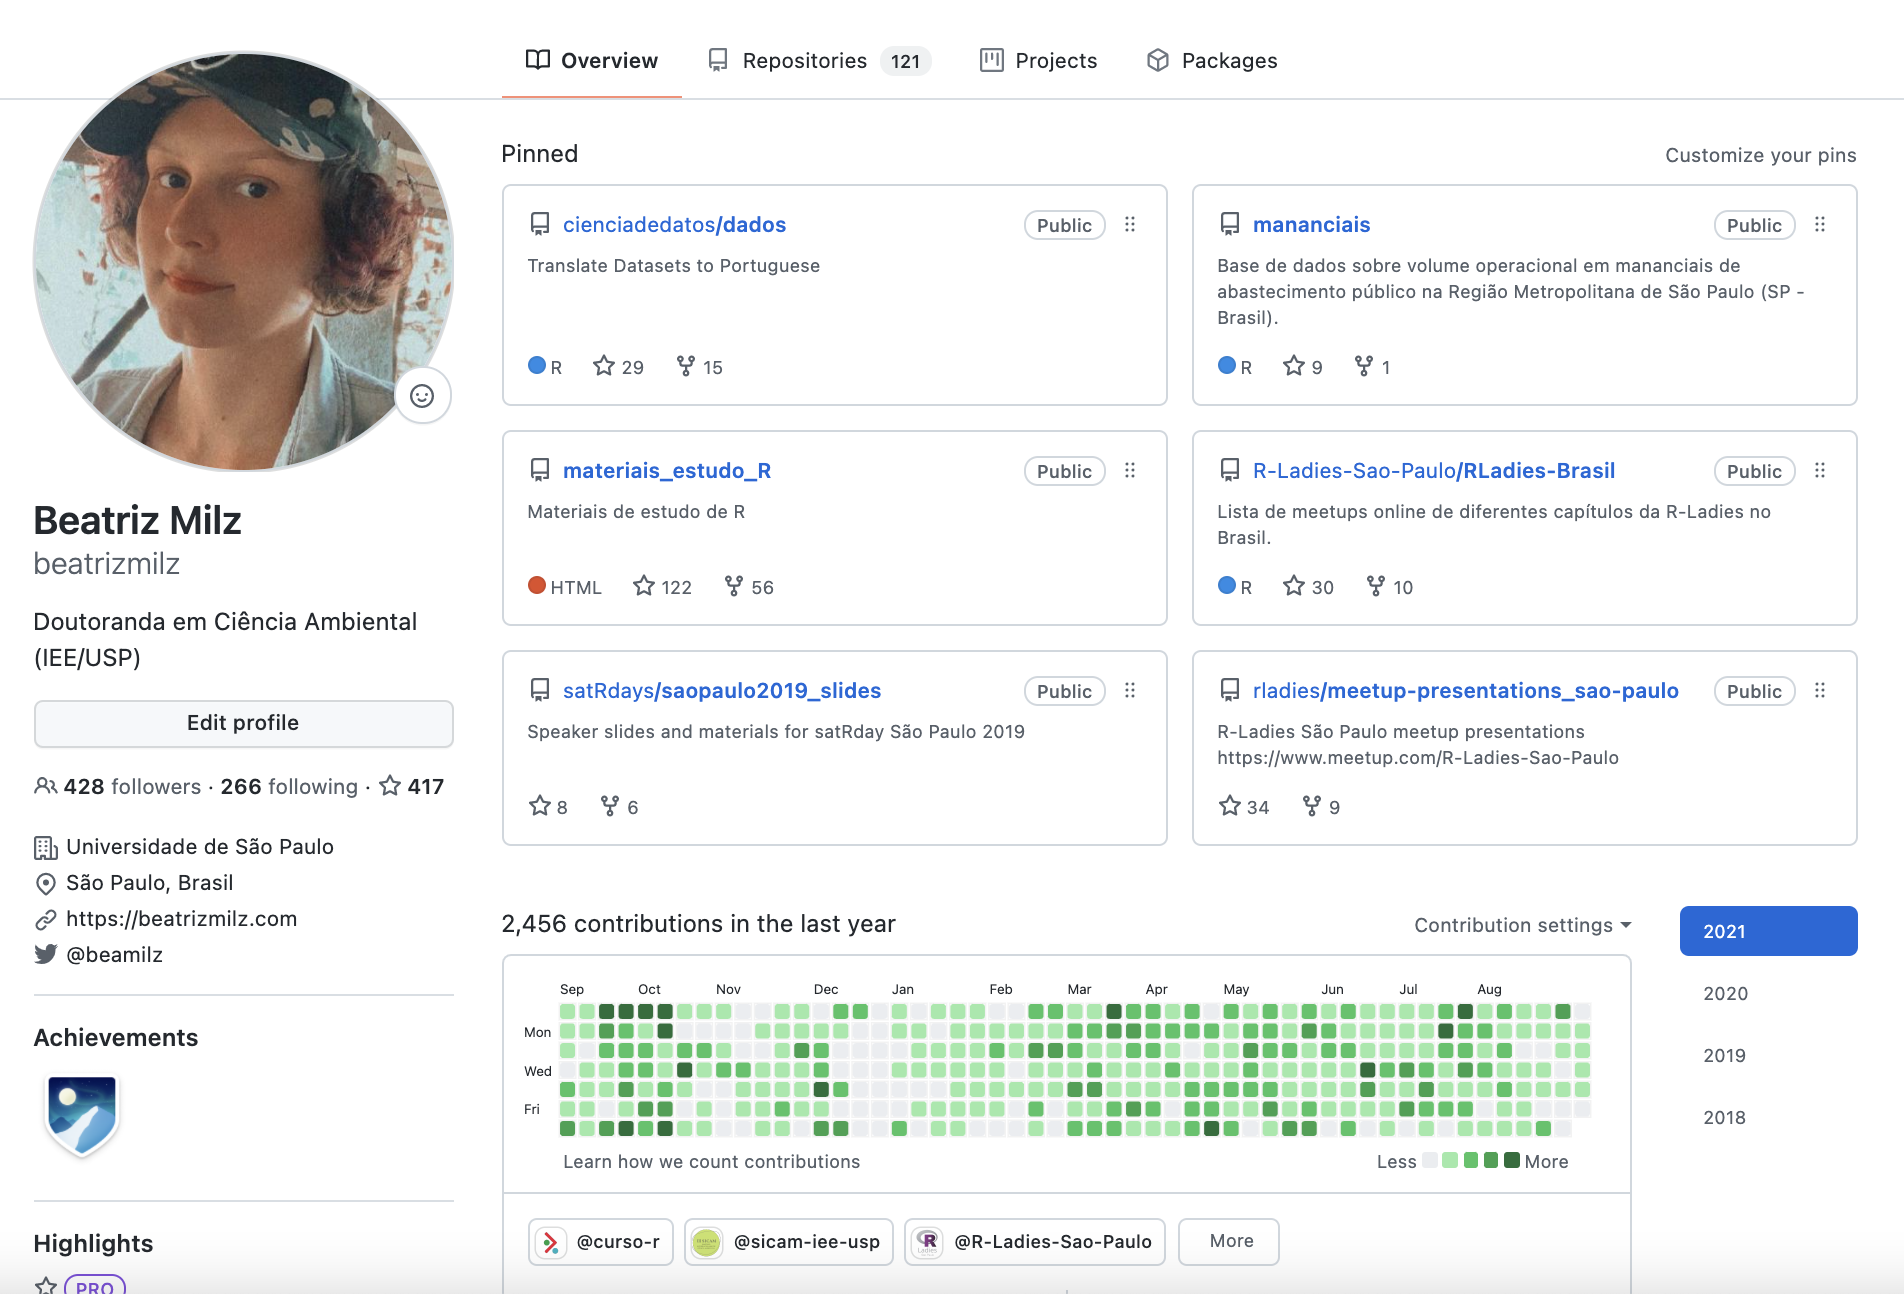 Overview
Repositories 121
Projects
Packages
Beatriz Milz
beatrizmilz
Doutoranda em Ciência Ambiental
(IEE/USP)
Edit profile
428 followers · 266 following · 417
Universidade de São Paulo
São Paulo, Brasil
https://beatrizmilz.com
@beamilz
Achievements
Highlights
PRO
Pinned
Customize your pins
cienciadedatos/dados Public
Translate Datasets to Portuguese
R 29 15
mananciais Public
Base de dados sobre volume operacional em mananciais de
abastecimento público na Região Metropolitana de São Paulo (SP -
Brasil).
R 9 1
materiais_estudo_R Public
Materiais de estudo de R
HTML 122 56
R-Ladies-Sao-Paulo/RLadies-Brasil Public
Lista de meetups online de diferentes capítulos da R-Ladies no
Brasil.
R 30 10
satRdays/saopaulo2019_slides Public
Speaker slides and materials for satRday São Paulo 2019
8 6
rladies/meetup-presentations_sao-paulo Public
R-Ladies São Paulo meetup presentations
https://www.meetup.com/R-Ladies-Sao-Paulo
34 9
2,456 contributions in the last year
Contribution settings
Sep Oct Nov Dec Jan Feb Mar Apr May Jun Jul Aug
Mon
Wed
Fri
Learn how we count contributions
Less More
@curso-r
@sicam-iee-usp
@R-Ladies-Sao-Paulo
More
2021
2020
2019
2018